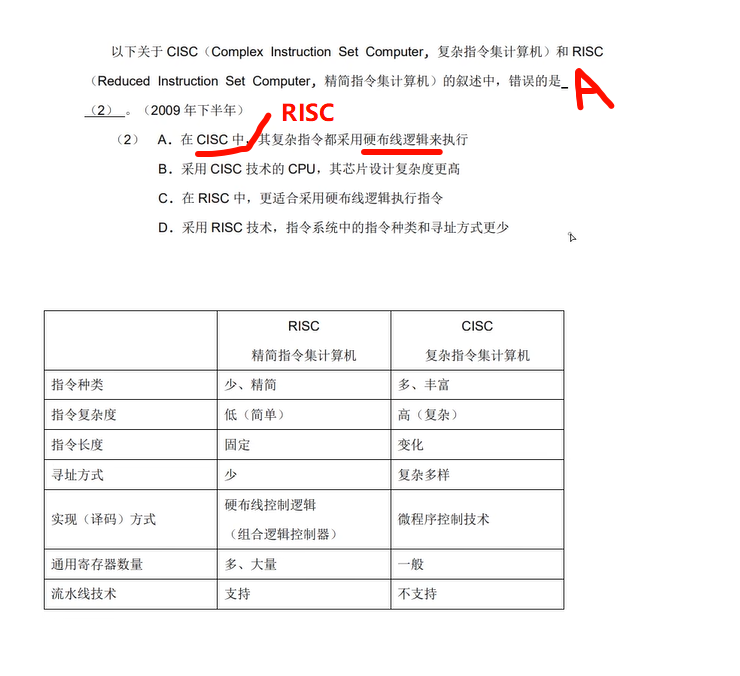 以下关于 CISC（Complex Instruction Set Computer，复杂指令集计算机）和 RISC
（Reduced Instruction Set Computer，精简指令集计算机）的叙述中，错误的是_
（2） 。（2009 年下半年）
A
RISC
（2） A．在 CISC 中，其复杂指令都采用硬布线逻辑来执行
B．采用 CISC 技术的 CPU，其芯片设计复杂度更高
C．在 RISC 中，更适合采用硬布线逻辑执行指令
D．采用 RISC 技术，指令系统中的指令种类和寻址方式更少
RISC CISC
精简指令集计算机 复杂指令集计算机
指令种类 少、精简 多、丰富
指令复杂度 低（简单） 高（复杂）
指令长度 固定 变化
寻址方式 少 复杂多样
实现（译码）方式 硬布线控制逻辑 微程序控制技术
（组合逻辑控制器）
通用寄存器数量 多、大量 一般
流水线技术 支持 不支持